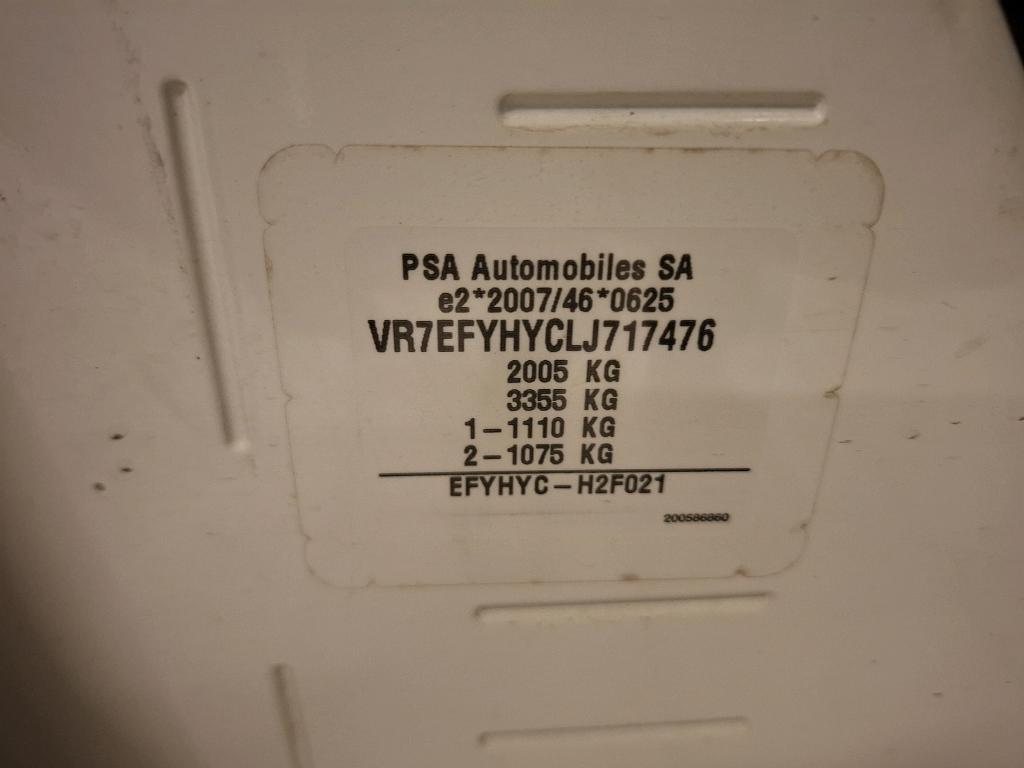 PSA Automobiles SA
e2*2007/46*0625
VR7EFYHYCLJ717476
2005 KG
3355 KG
1-1110 KG
2-1075 KG
EFYHYC-H2F021
200586860